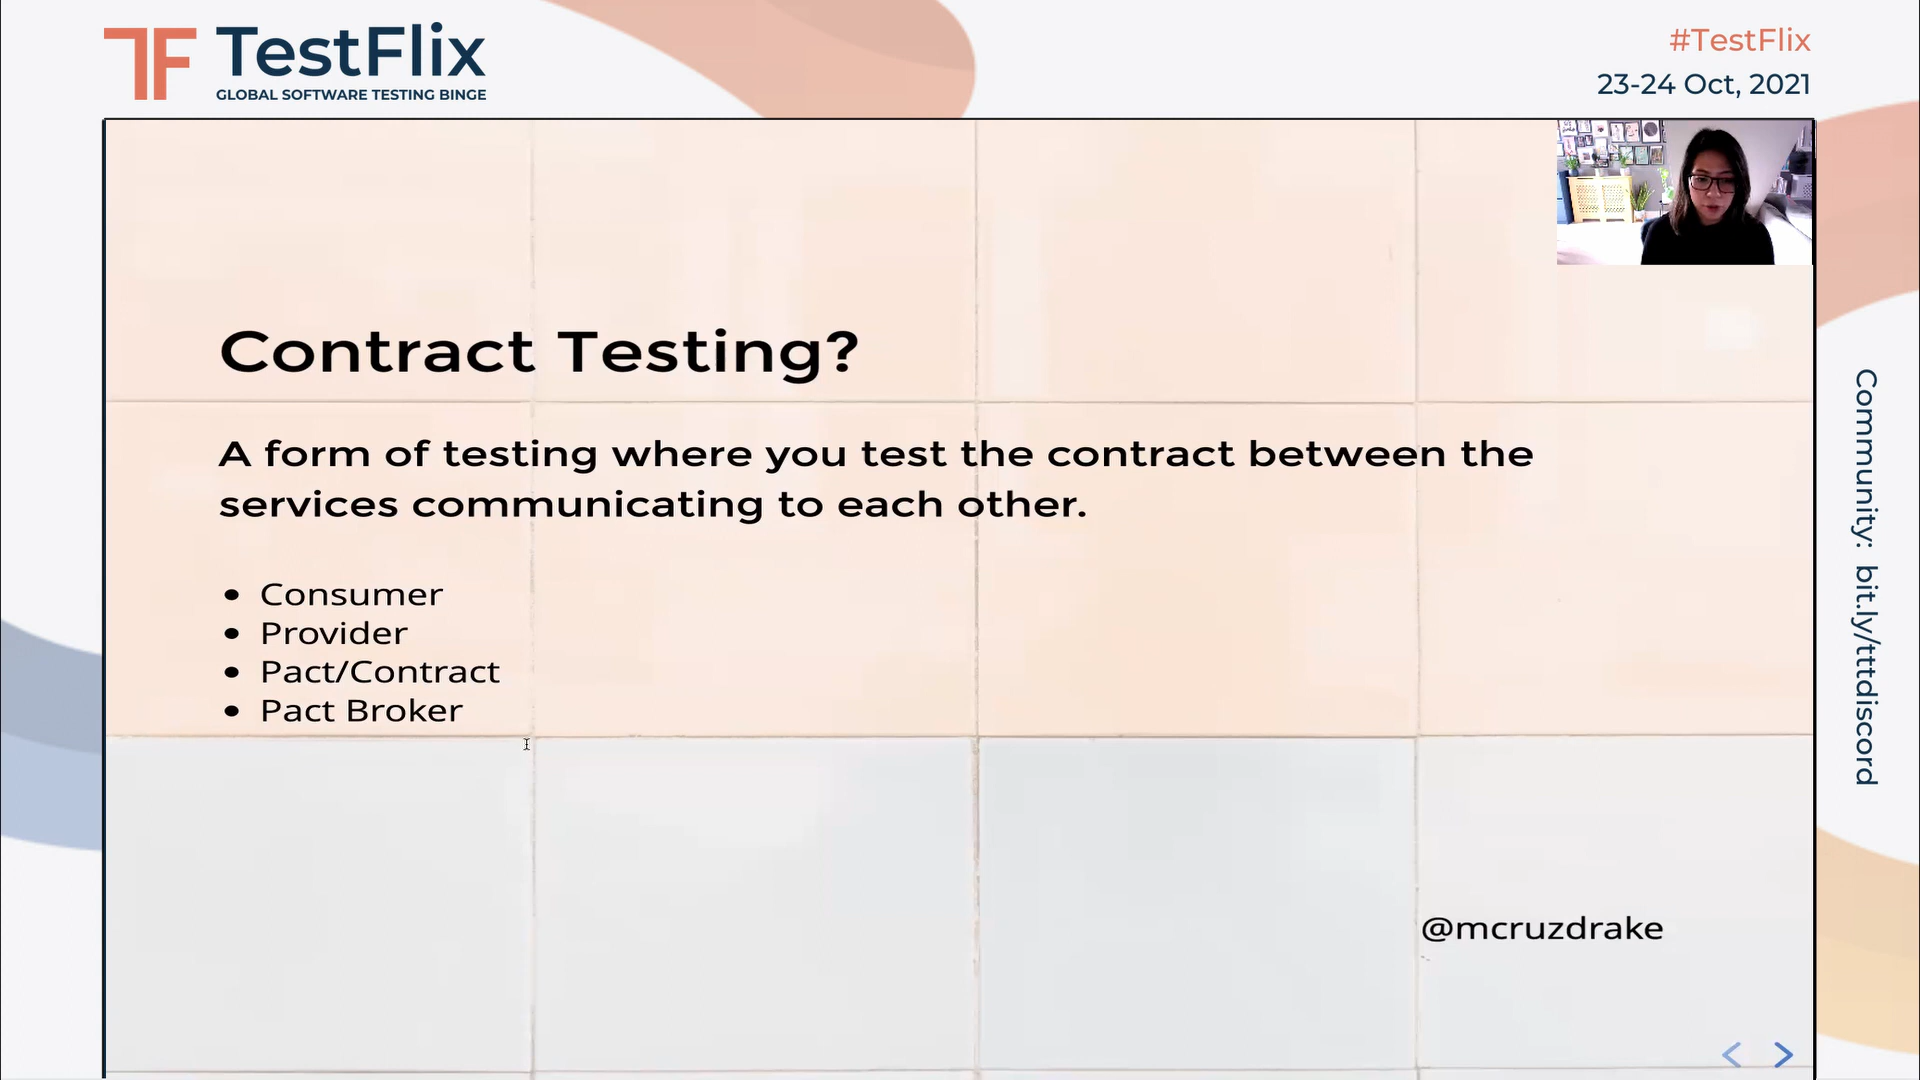 TF TestFlix
GLOBAL SOFTWARE TESTING BINGE
#TestFlix
23-24 Oct, 2021
Contract Testing?
A form of testing where you test the contract between the
services communicating to each other.
• Consumer
• Provider
• Pact/Contract
• Pact Broker
@mcruzdrake
Community: bit.ly/tttdiscord